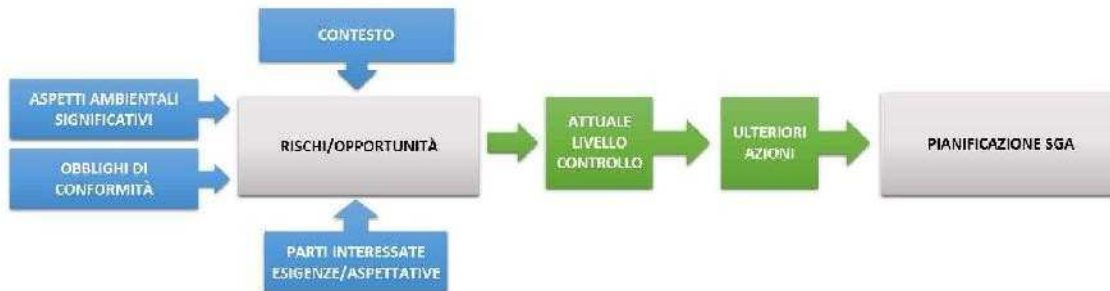 CONTESTO
ASPETTI AMBIENTALI
SIGNIFICATIVI
OBBLIGHI DI
CONFORMITÀ
RISCHI/OPPORTUNITÀ
PARTI INTERESSATE
ESIGENZE/ASPETTATIVE
ATTUALE
LIVELLO
CONTROLLO
ULTERIORI
AZIONI
PIANIFICAZIONE SGA